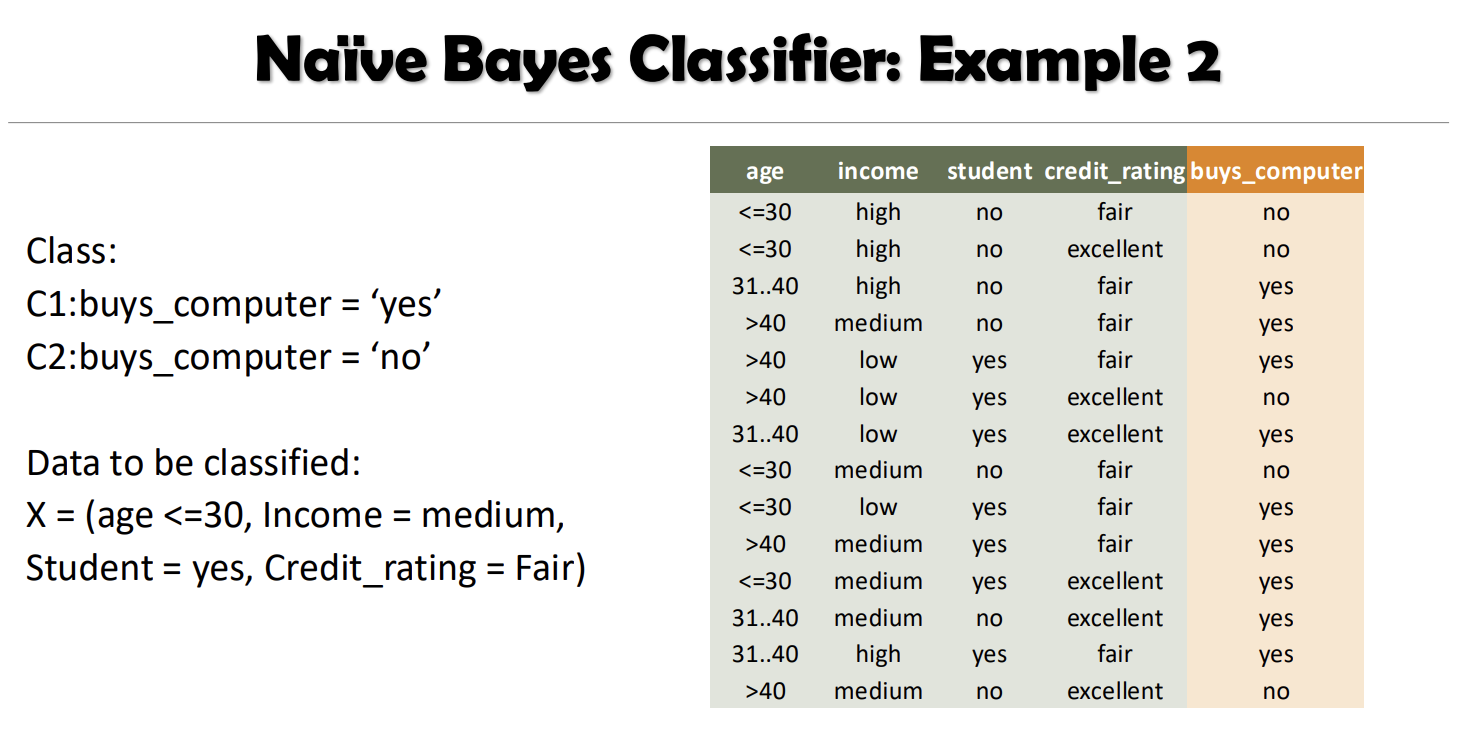 Naïve Bayes Classifier: Example 2
Class:
C1:buys_computer = ‘yes’
C2:buys_computer = ‘no’
Data to be classified:
X = (age <=30, Income = medium,
Student = yes, Credit_rating = Fair)
age income student credit_rating buys_computer
<=30 high no fair no
<=30 high no excellent no
31..40 high no fair yes
>40 medium no fair yes
>40 low yes fair yes
>40 low yes excellent no
31..40 low yes excellent yes
<=30 medium no fair no
<=30 low yes fair yes
>40 medium yes fair yes
<=30 medium yes excellent yes
31..40 medium no excellent yes
31..40 high yes fair yes
>40 medium no excellent no